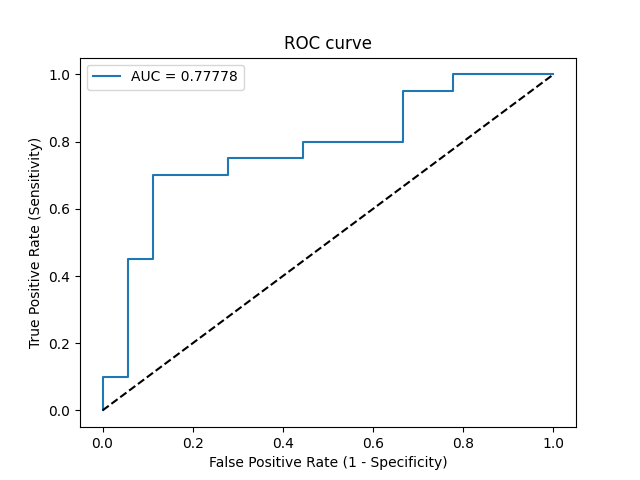 ROC curve
AUC = 0.77778
1.0
0.8
0.6
0.4
0.2
0.0
True Positive Rate (Sensitivity)
0.0 0.2 0.4 0.6 0.8 1.0
False Positive Rate (1 - Specificity)